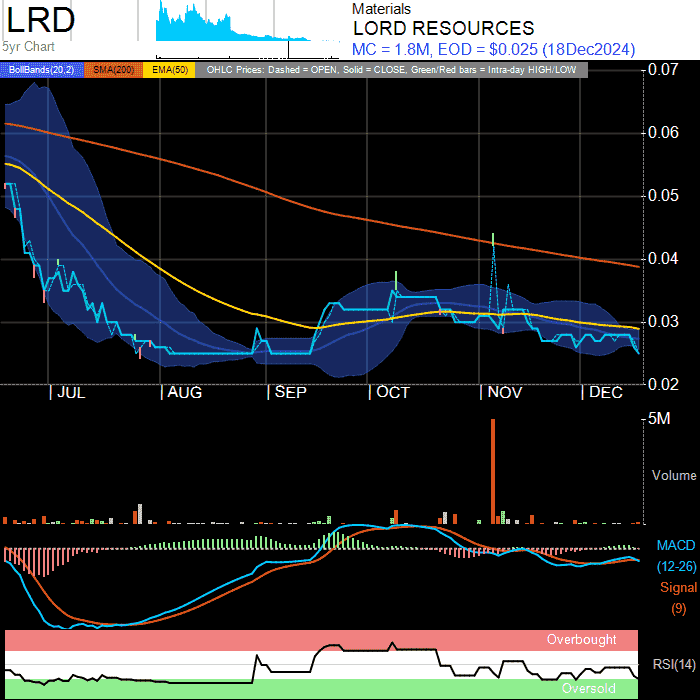 LRD
5yr Chart
Materials
LORD RESOURCES
MC = 1.8M, EOD = $0.025 (18Dec2024)
BollBands(20,2) SMA(200) EMA(50) OHLC Prices: Dashed = OPEN, Solid = CLOSE, Green/Red bars = Intra-day HIGH/LOW
0.07
0.06
0.05
0.04
0.03
0.02
JUL AUG SEP OCT NOV DEC
5M
Volume
MACD
(12-26)
Signal
(9)
Overbought
RSI(14)
Oversold